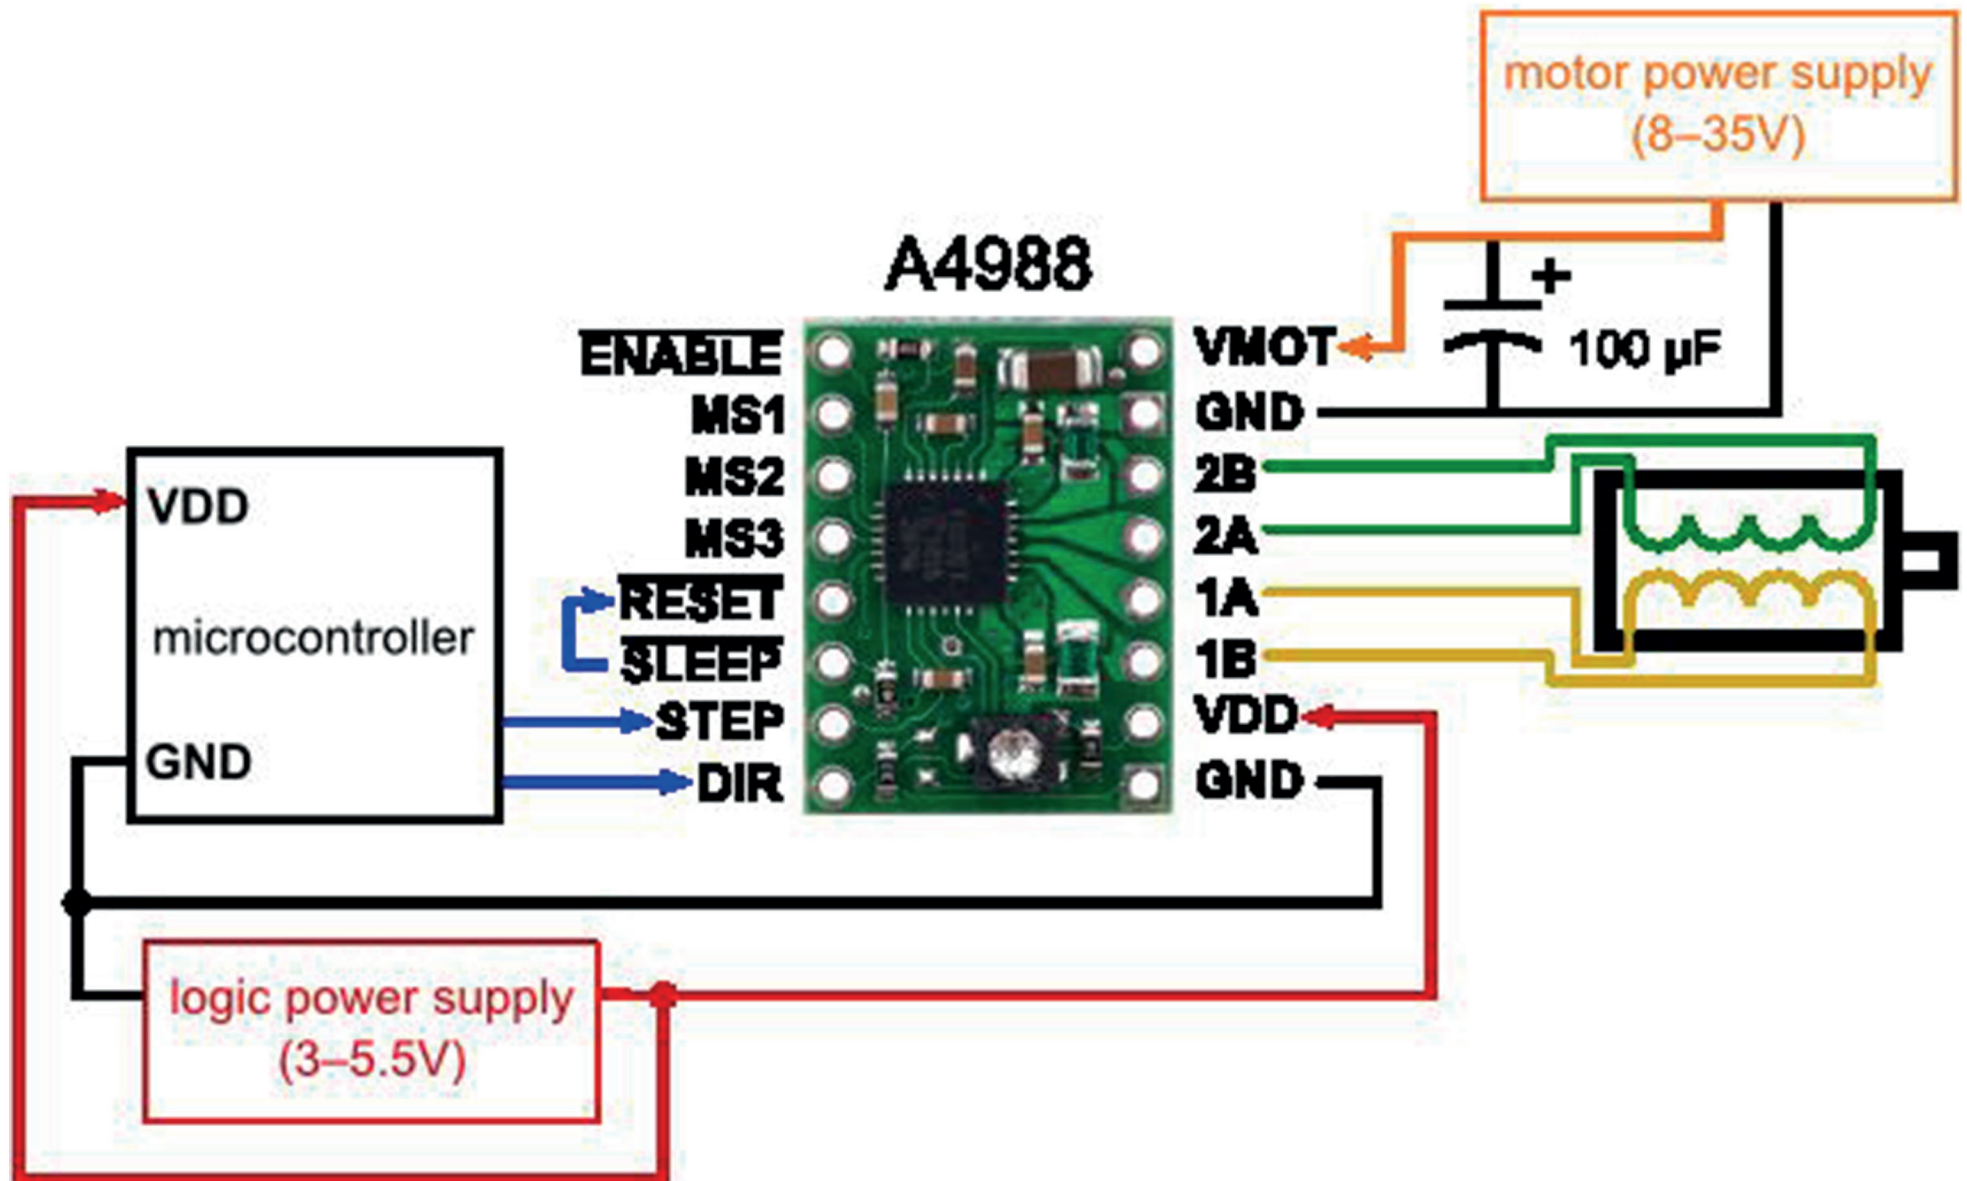 motor power supply
(8–35V)
A4988
ENABLE
MS1
MS2
MS3
RESET
SLEEP
STEP
DIR
VMOT
GND
2B
2A
1A
1B
VDD
GND
+
100 µF
VDD
microcontroller
GND
logic power supply
(3–5.5V)